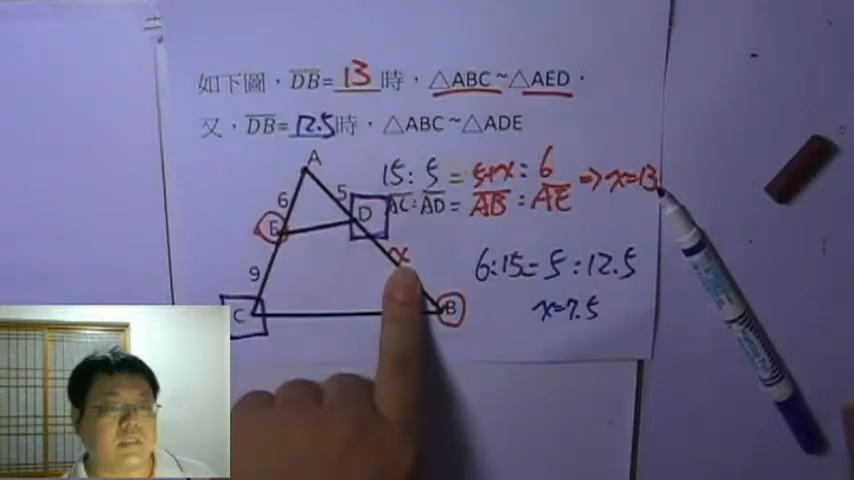 如下圖，DB=13時，△ABC~△AED。
又，DB=12.5時，△ABC~△ADE
A
6
5
E
D
9
x
C
B
15:5=5+x:6⇒x=13
AC:AD=AB:AE
6:15=5:12.5
x=7.5